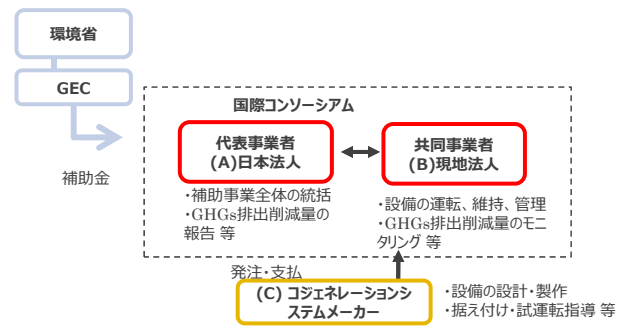 環境省
GEC
補助金
国際コンソーシアム
代表事業者
(A)日本法人
共同事業者
(B)現地法人
・補助事業全体の統括
・GHGs排出削減量の
報告 等
・設備の運転、維持、管理
・GHGs排出削減量のモニ
タリング 等
発注・支払
(C) コジェネレーションシ
ステムメーカー
・設備の設計・製作
・据え付け・試運転指導 等